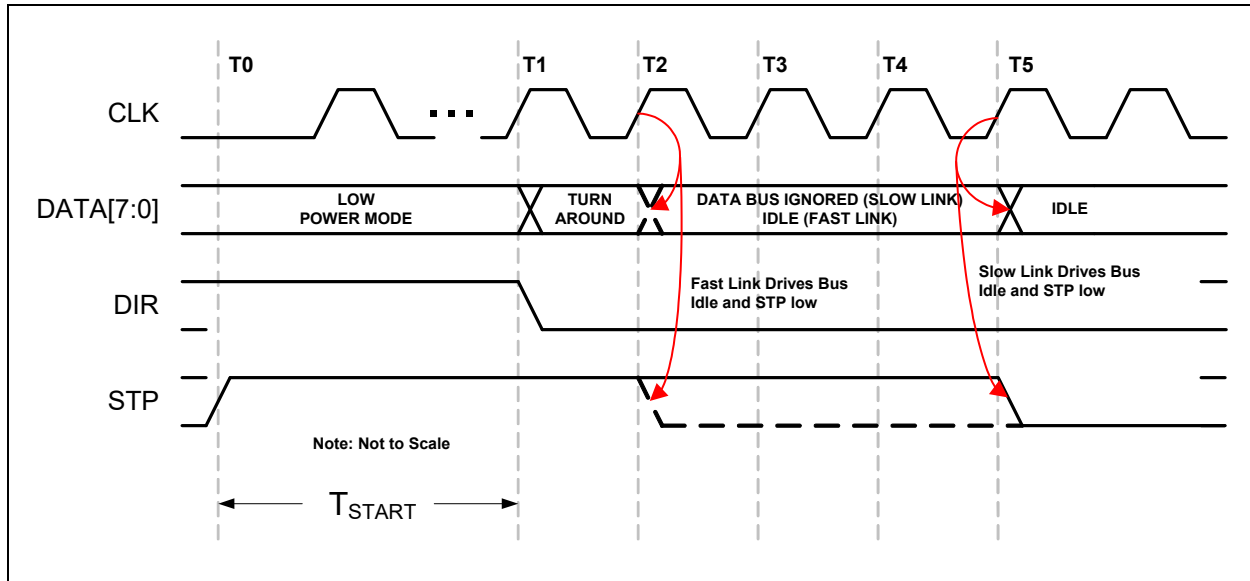 T0 T1 T2 T3 T4 T5
CLK
DATA[7:0]
LOW
POWER MODE
TURN
AROUND
DATA BUS IGNORED (SLOW LINK)
IDLE (FAST LINK)
IDLE
DIR
Fast Link Drives Bus
Idle and STP low
Slow Link Drives Bus
Idle and STP low
STP
Note: Not to Scale
TSTART